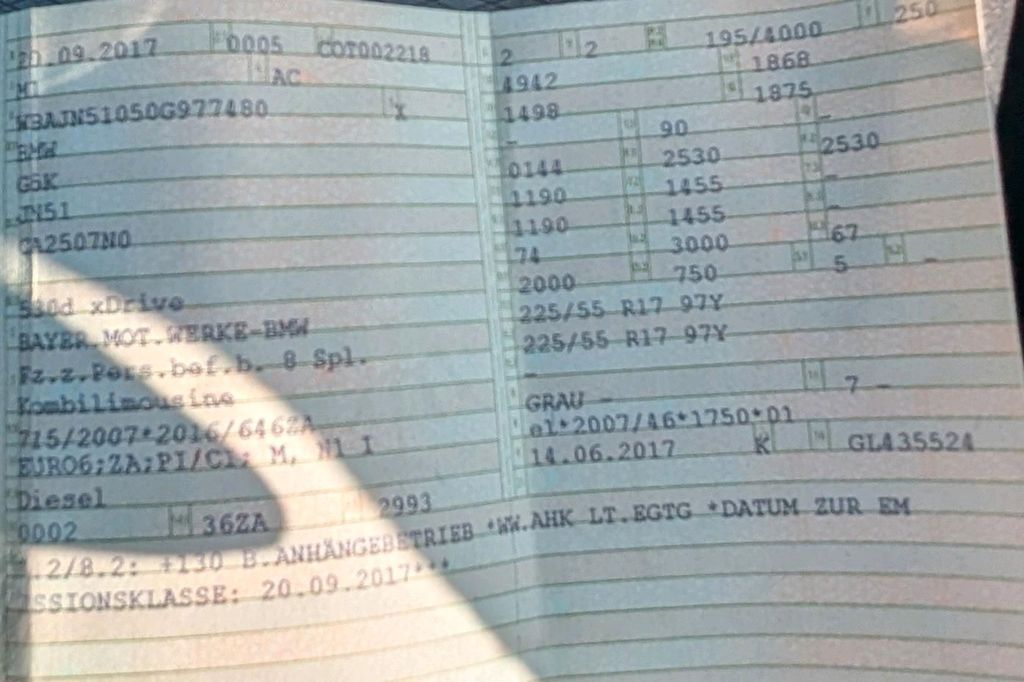 20.09.2017 0005 CDT002218
M1 AC
WBAJN51050G977480 X
BMW
G5K
JN51
CA2507N0
530d xDrive
BAYER.MOT.WERKE-BMW
Fz.z.Pers.bef.b. 8 Spl.
Kombilimousine
715/2007*2016/646ZA
EURO6;ZA;PI/CI; M, N1 I
Diesel
0002 36ZA 2993
.2/8.2: +130 B.ANHÄNGEBETRIEB *WW.AHK LT.EGTG *DATUM ZUR EM
ISSIONSKLASSE: 20.09.2017***
2 2 195/4000 250
4942 1868
1498 1875
- 90 -
0144 2530 2530
1190 1455 -
1190 1455 -
74 3000 67
2000 750 5 -
225/55 R17 97Y
225/55 R17 97Y
-
GRAU - 7 -
e1*2007/46*1750*01
14.06.2017 K GL435524